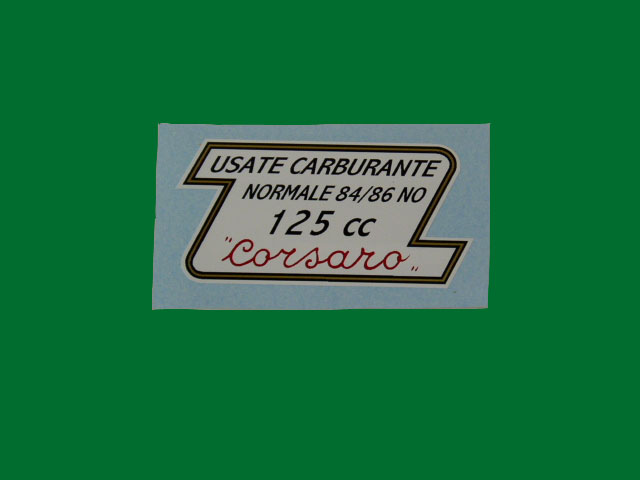 USATE CARBURANTE
NORMALE 84/86 NO
125 cc
"Corsaro"